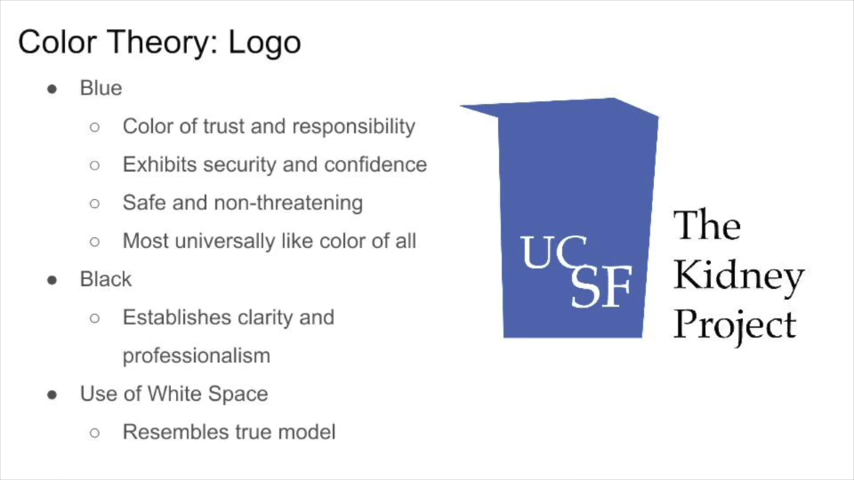 Color Theory: Logo
● Blue
○ Color of trust and responsibility
○ Exhibits security and confidence
○ Safe and non-threatening
○ Most universally like color of all
● Black
○ Establishes clarity and
professionalism
● Use of White Space
○ Resembles true model
UC
SF
The
Kidney
Project